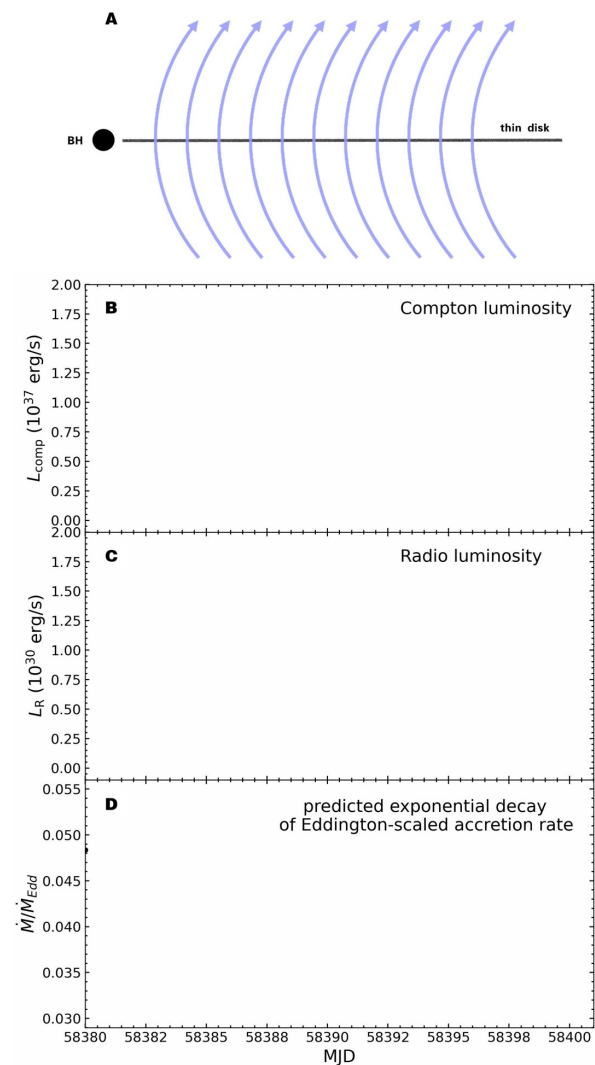 A
BH
thin disk
B
Compton luminosity
2.00
1.75
1.50
1.25
1.00
0.75
0.50
0.25
0.00
L_comp (10^37 erg/s)
C
Radio luminosity
2.00
1.75
1.50
1.25
1.00
0.75
0.50
0.25
0.00
L_R (10^30 erg/s)
D
predicted exponential decay
of Eddington-scaled accretion rate
0.055
0.050
0.045
0.040
0.035
0.030
Ṁ/Ṁ_Edd
58380 58382 58385 58388 58390 58392 58395 58398 58400
MJD